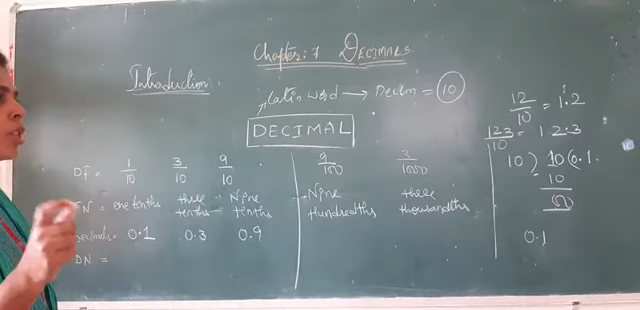 Chapter: 7 DECIMALS.
Introduction
Latin word → Decim = 10
DECIMAL
12/10 = 1.2
123/10 = 12.3
10) 10 (0.1
10
0
0.1
DF = 1/10 3/10 9/10 9/100 3/1000
FN = one tenths three tenths Nine tenths Nine Hundredths three thousandths
Decimals = 0.1 0.3 0.9
DN =